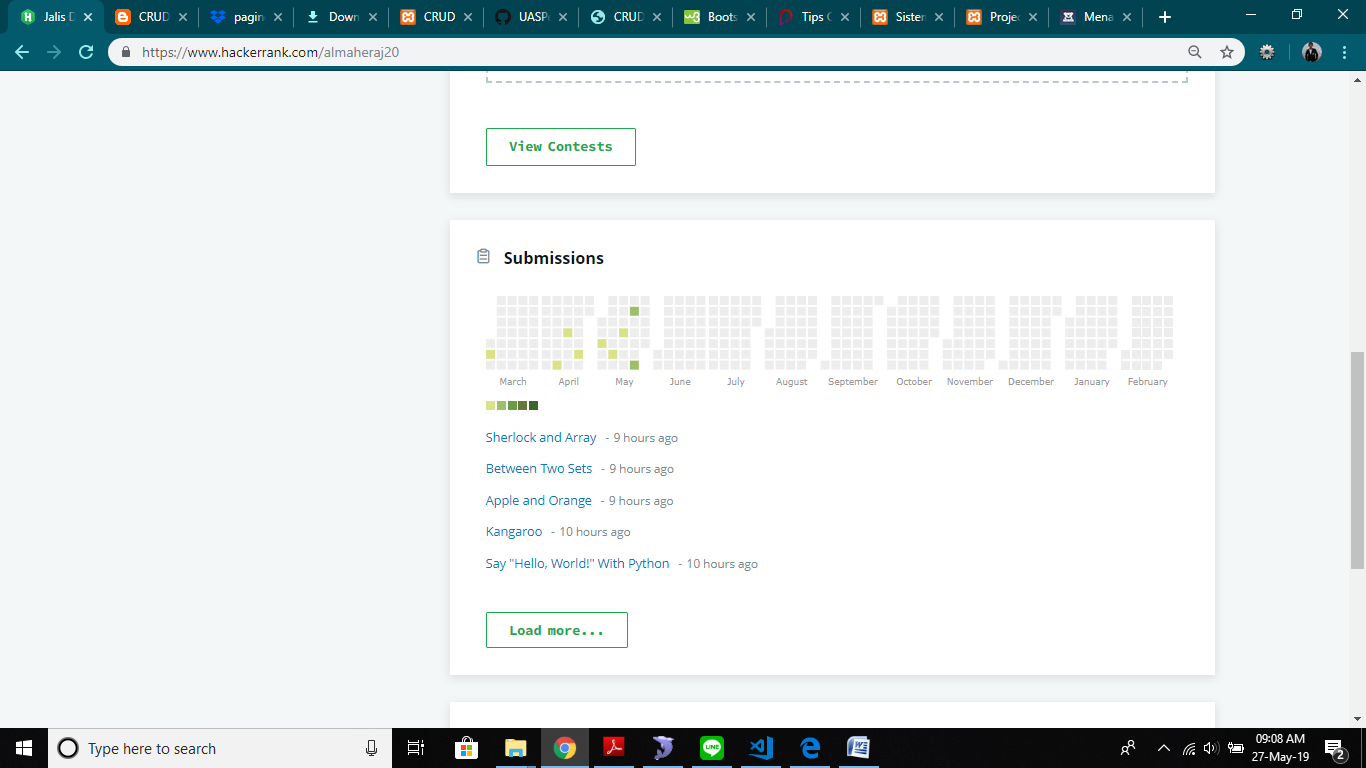 Jalis D
CRUD
pagin
Down
CRUD
UASP
CRUD
Boots
Tips
Sister
Projec
Mena
https://www.hackerrank.com/almaheraj20
View Contests
Submissions
March April May June July August September October November December January February
Sherlock and Array - 9 hours ago
Between Two Sets - 9 hours ago
Apple and Orange - 9 hours ago
Kangaroo - 10 hours ago
Say "Hello, World!" With Python - 10 hours ago
Load more...
Type here to search
09:08 AM
27-May-19
2